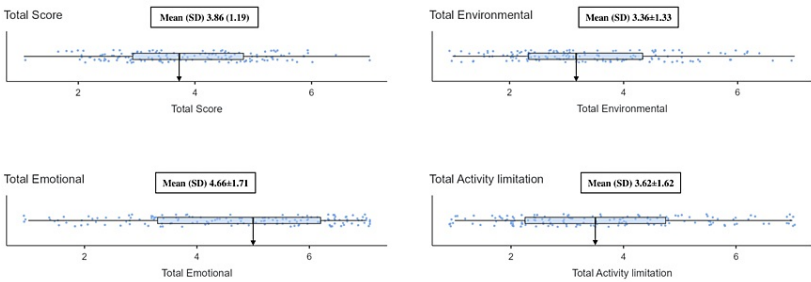 Total Score
Mean (SD) 3.86 (1.19)
2 4 6
Total Score
Total Environmental
Mean (SD) 3.36±1.33
2 4 6
Total Environmental
Total Emotional
Mean (SD) 4.66±1.71
2 4 6
Total Emotional
Total Activity limitation
Mean (SD) 3.62±1.62
2 4 6
Total Activity limitation